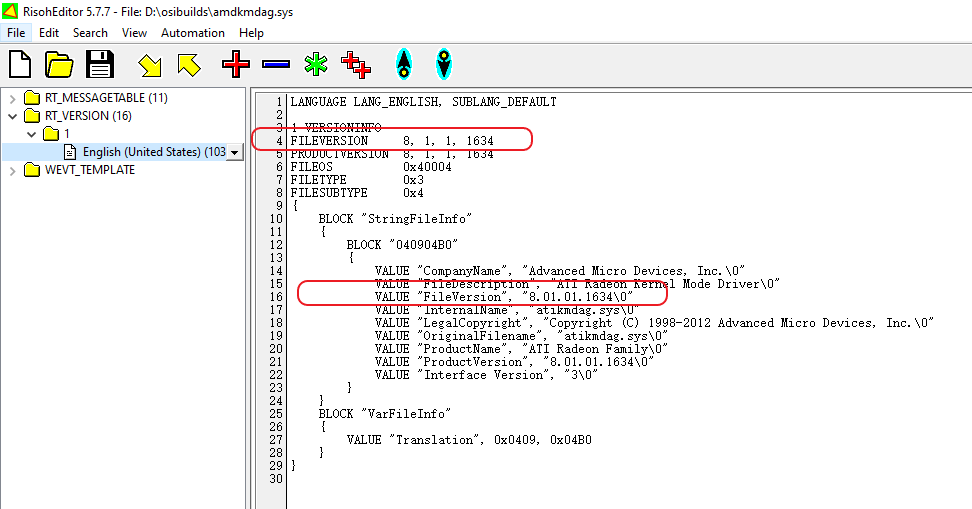 RisohEditor 5.7.7 - File: D:\osibuilds\amdkmdag.sys
File Edit Search View Automation Help
RT_MESSAGETABLE (11)
RT_VERSION (16)
1
English (United States) (103
WEVT_TEMPLATE
1 LANGUAGE LANG_ENGLISH, SUBLANG_DEFAULT
2
3 1 VERSIONINFO
4 FILEVERSION 8, 1, 1, 1634
5 PRODUCTVERSION 8, 1, 1, 1634
6 FILEOS 0x40004
7 FILETYPE 0x3
8 FILESUBTYPE 0x4
9 {
10 BLOCK "StringFileInfo"
11 {
12 BLOCK "040904B0"
13 {
14 VALUE "CompanyName", "Advanced Micro Devices, Inc.\0"
15 VALUE "FileDescription", "ATI Radeon Kernel Mode Driver\0"
16 VALUE "FileVersion", "8.01.01.1634\0"
17 VALUE "InternalName", "atikmdag.sys\0"
18 VALUE "LegalCopyright", "Copyright (C) 1998-2012 Advanced Micro Devices, Inc.\0"
19 VALUE "OriginalFilename", "atikmdag.sys\0"
20 VALUE "ProductName", "ATI Radeon Family\0"
21 VALUE "ProductVersion", "8.01.01.1634\0"
22 VALUE "Interface Version", "3\0"
23 }
24 }
25 BLOCK "VarFileInfo"
26 {
27 VALUE "Translation", 0x0409, 0x04B0
28 }
29 }
30